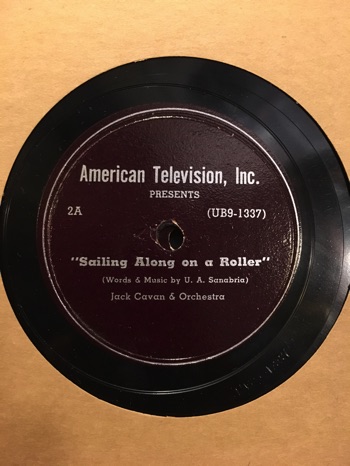 American Television, Inc.
PRESENTS
2A (UB9-1337)
"Sailing Along on a Roller"
(Words & Music by U. A. Sanabria)
Jack Cavan & Orchestra